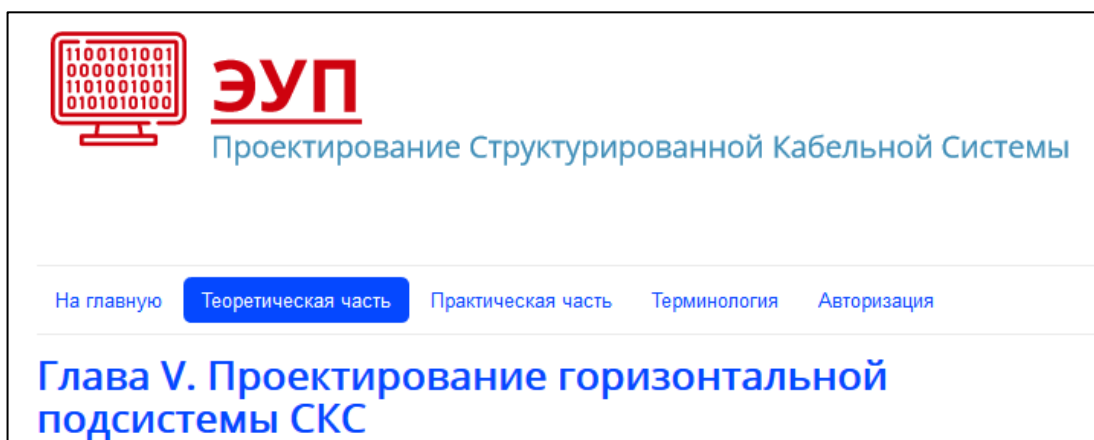 1100101001
0000010111
1101001001
0101010100
ЭУП
Проектирование Структурированной Кабельной Системы
На главную Теоретическая часть Практическая часть Терминология Авторизация
Глава V. Проектирование горизонтальной
подсистемы СКС